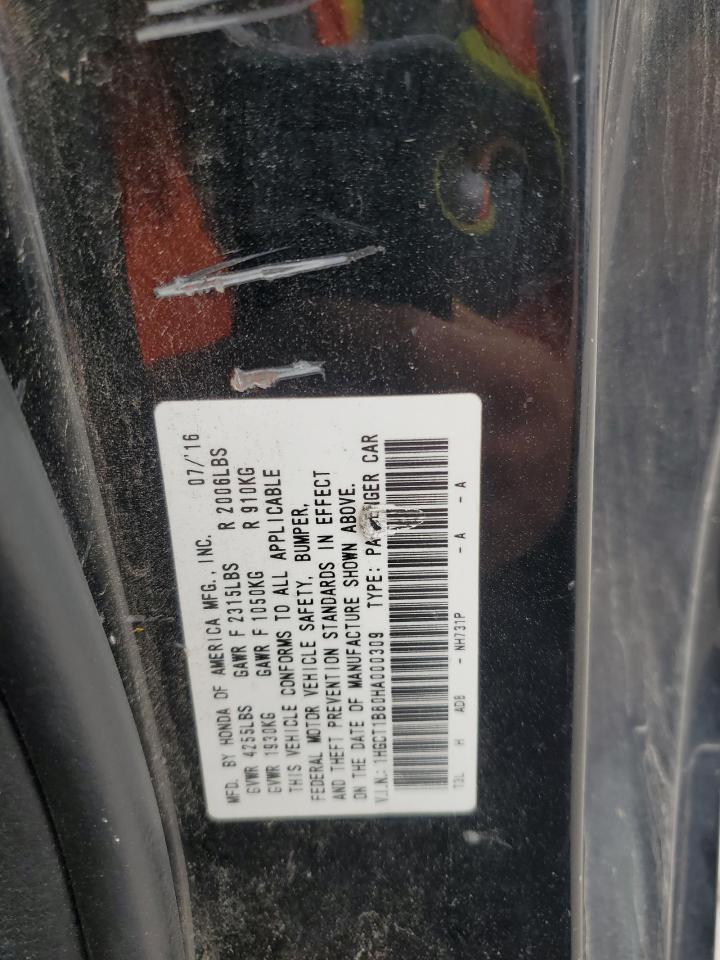 MFD. BY HONDA OF AMERICA MFG., INC. 07/'16
GVWR 4255LBS GAWR F 2315LBS R 2006LBS
GVWR 1930KG GAWR F 1050KG R 910KG
THIS VEHICLE CONFORMS TO ALL APPLICABLE
FEDERAL MOTOR VEHICLE SAFETY, BUMPER,
AND THEFT PREVENTION STANDARDS IN EFFECT
ON THE DATE OF MANUFACTURE SHOWN ABOVE.
V.I.N.: 1HGCT1B80HA000309 TYPE: CAR
T3L H ADB - NH731P - A - A